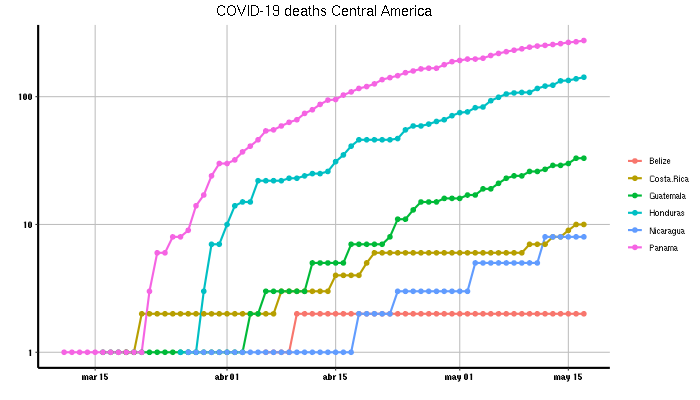 COVID-19 deaths Central America
100
10
1
mar 15
abr 01
abr 15
may 01
may 15
Belize
Costa.Rica
Guatemala
Honduras
Nicaragua
Panama